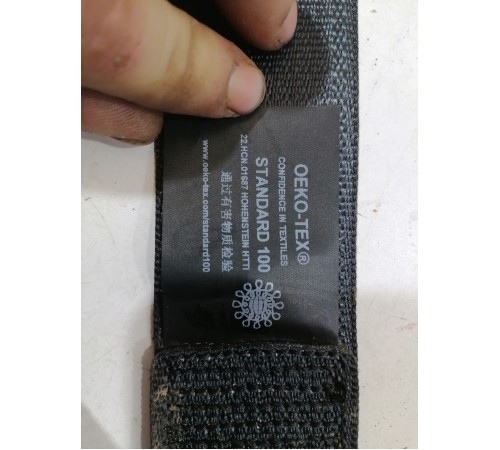 OEKO-TEX®
CONFIDENCE IN TEXTILES
STANDARD 100
22.HCN.01687 HOHENSTEIN HTTI
通过有害物质检验
www.oeko-tex.com/standard100